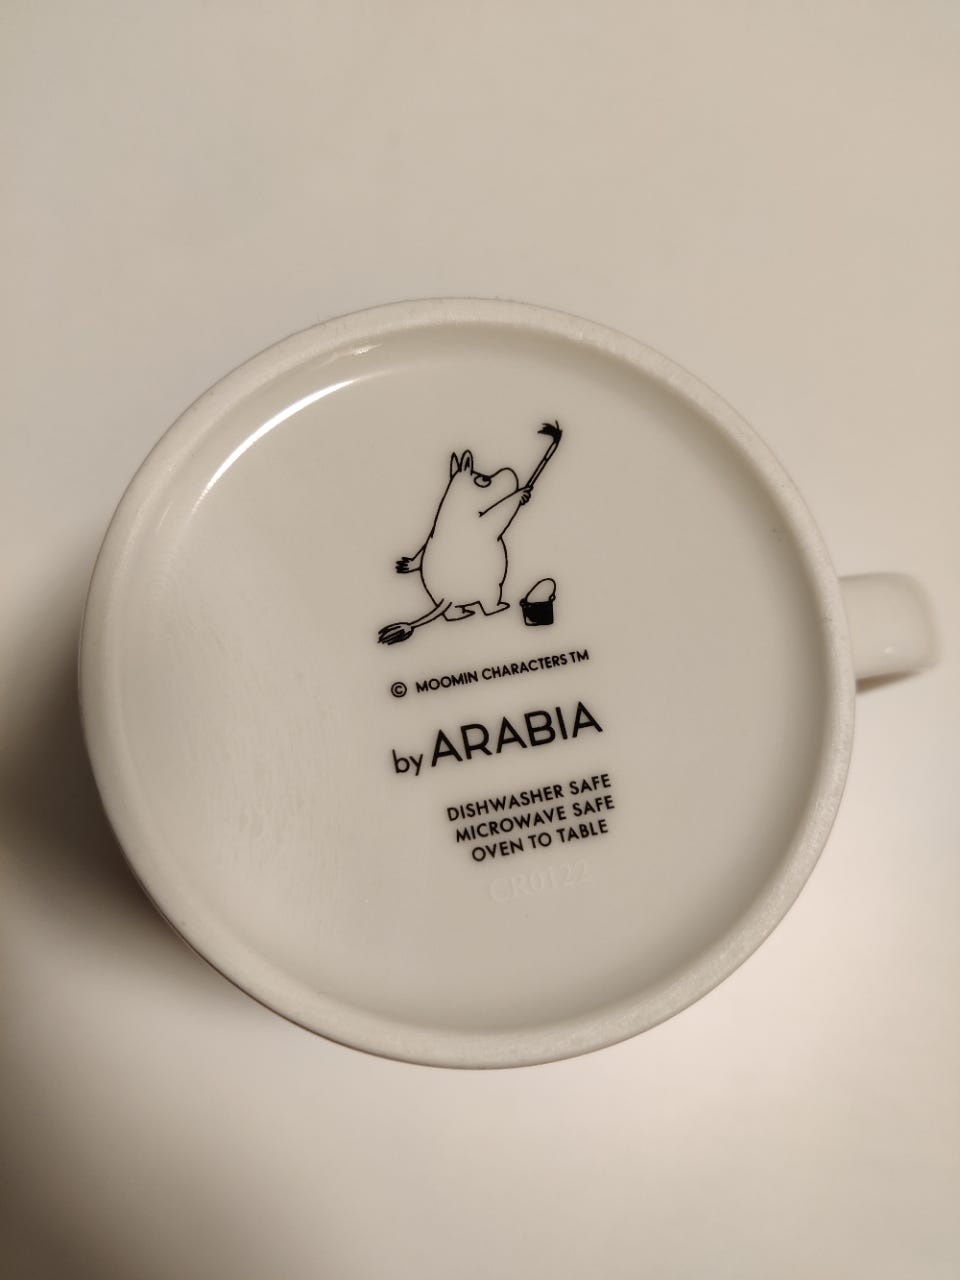 © MOOMIN CHARACTERS TM
by ARABIA
DISHWASHER SAFE
MICROWAVE SAFE
OVEN TO TABLE
CR0122